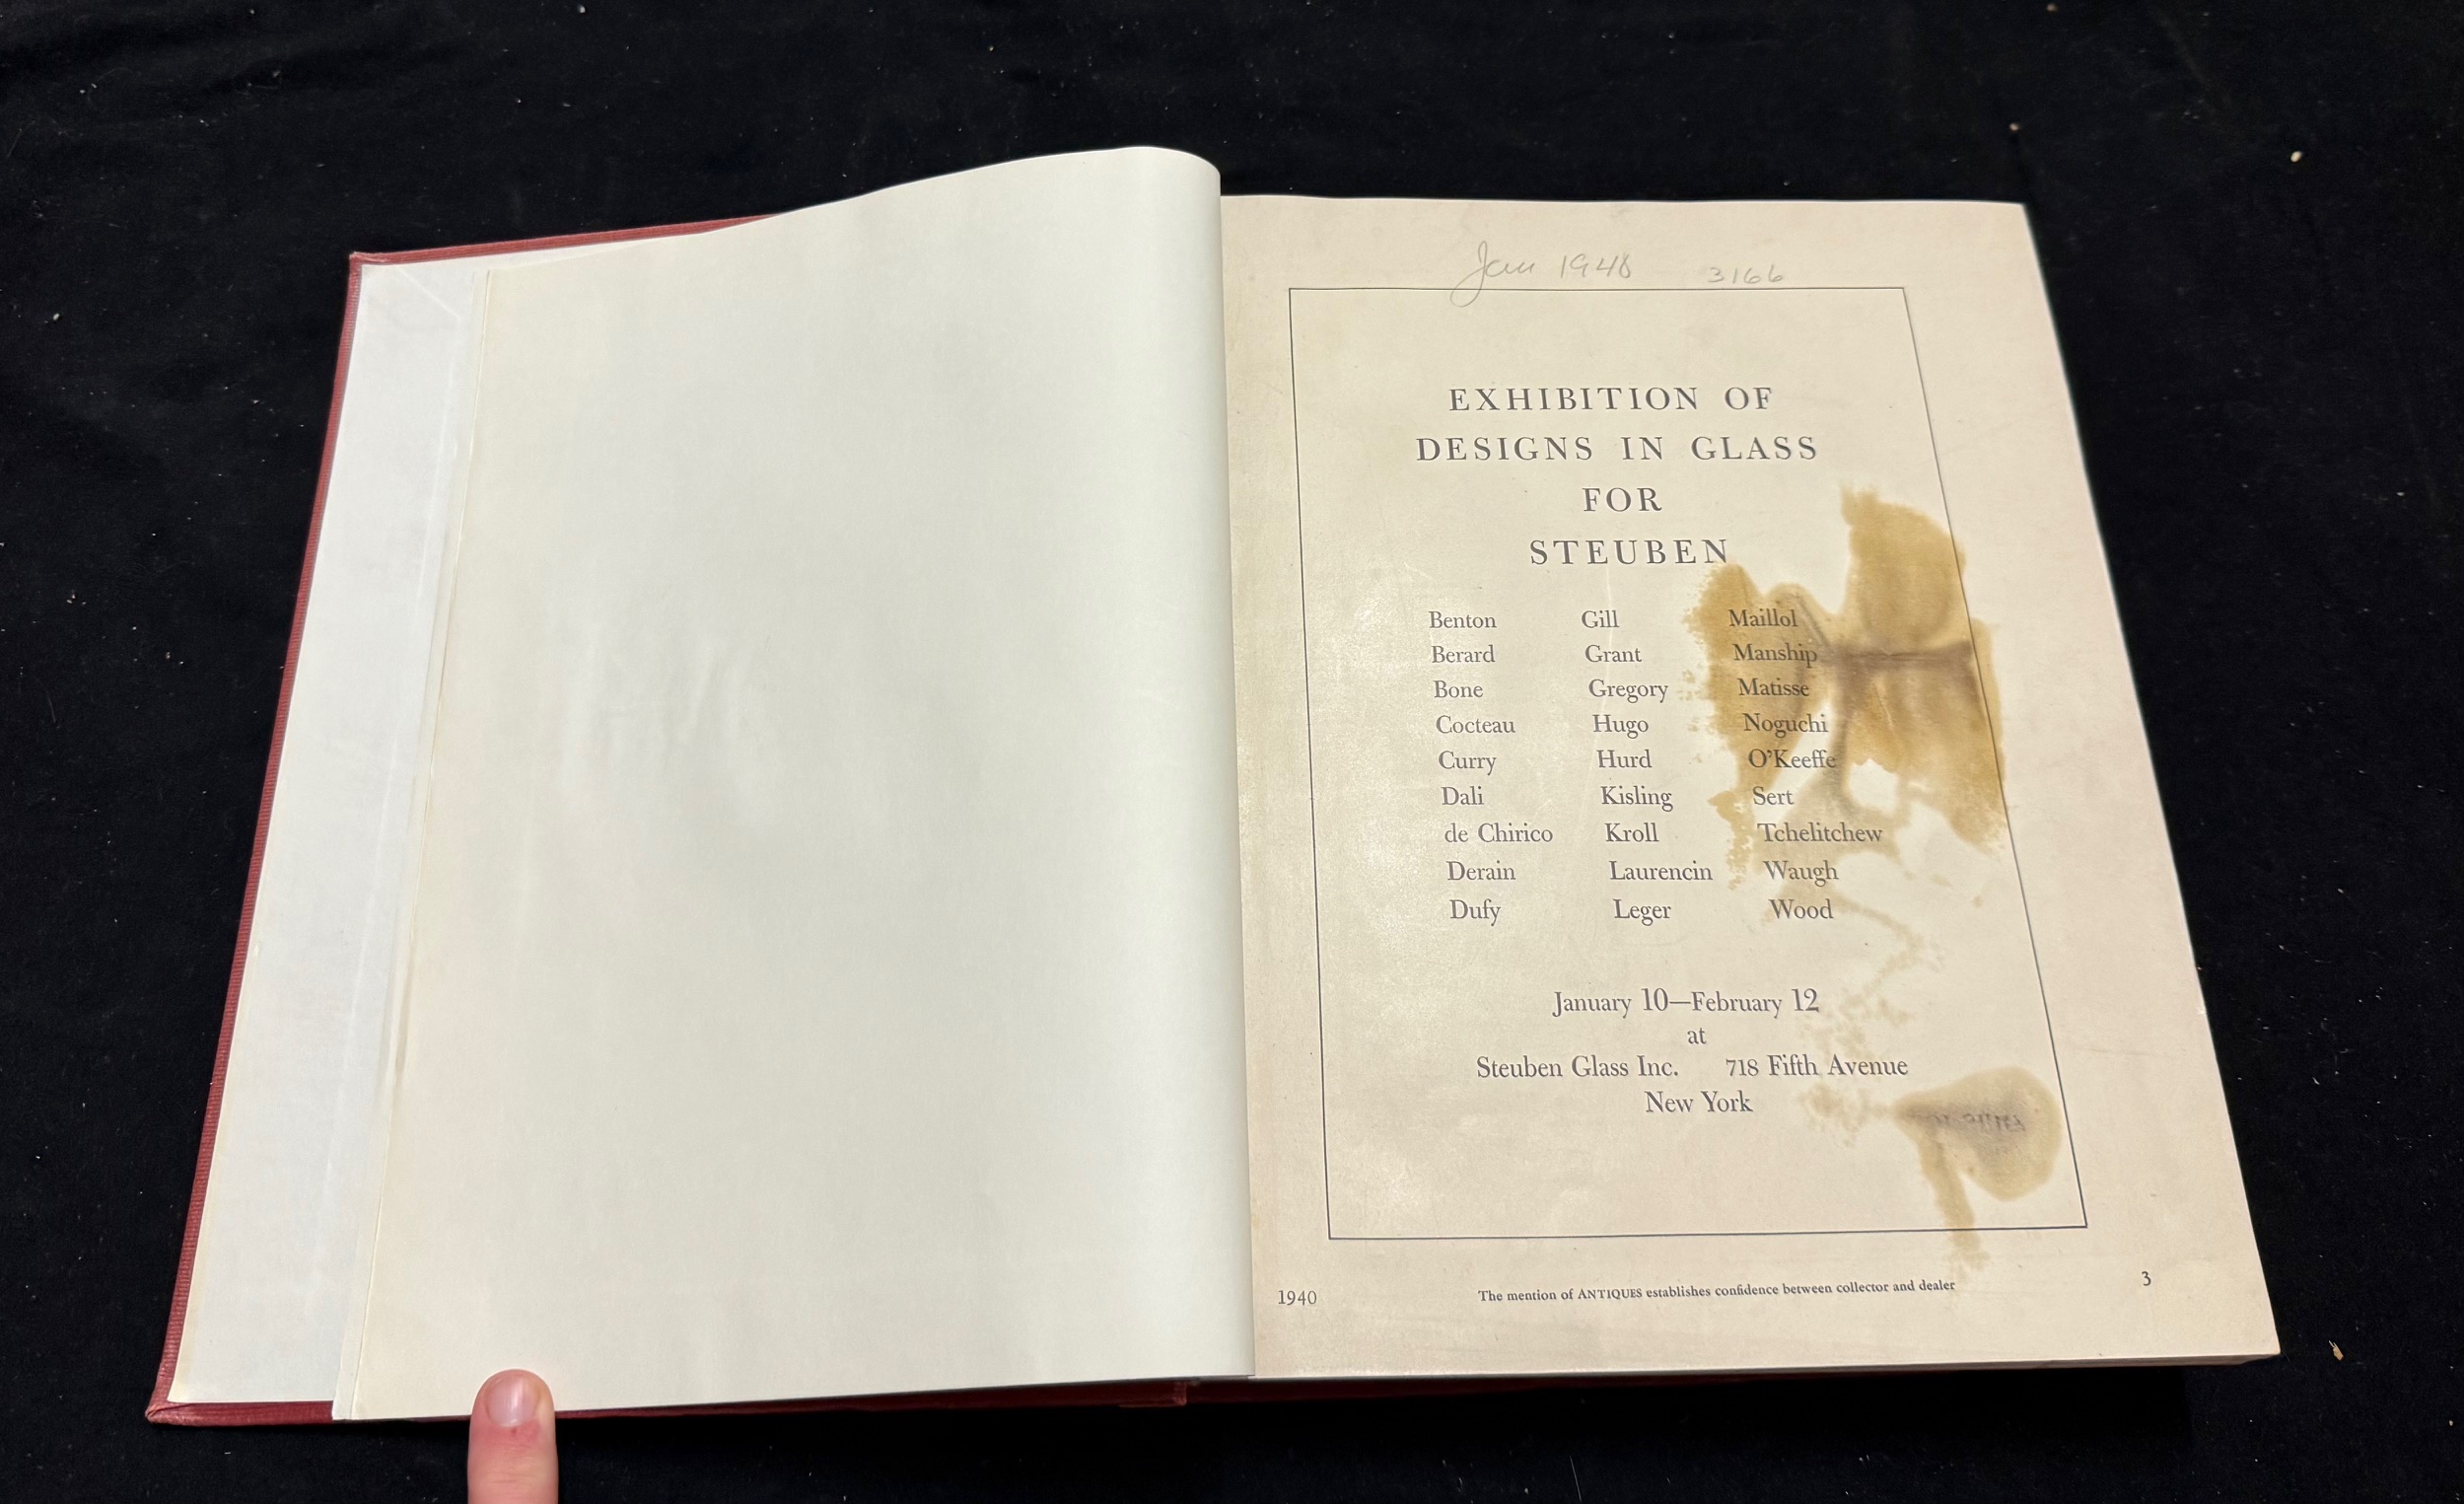 Jan 1948 3166
EXHIBITION OF
DESIGNS IN GLASS
FOR
STEUBEN
Benton Gill Maillol
Berard Grant Manship
Bone Gregory Matisse
Cocteau Hugo Noguchi
Curry Hurd O'Keeffe
Dali Kisling Sert
de Chirico Kroll Tchelitchew
Derain Laurencin Waugh
Dufy Leger Wood
January 10—February 12
at
Steuben Glass Inc. 718 Fifth Avenue
New York
1940 The mention of ANTIQUES establishes confidence between collector and dealer 3